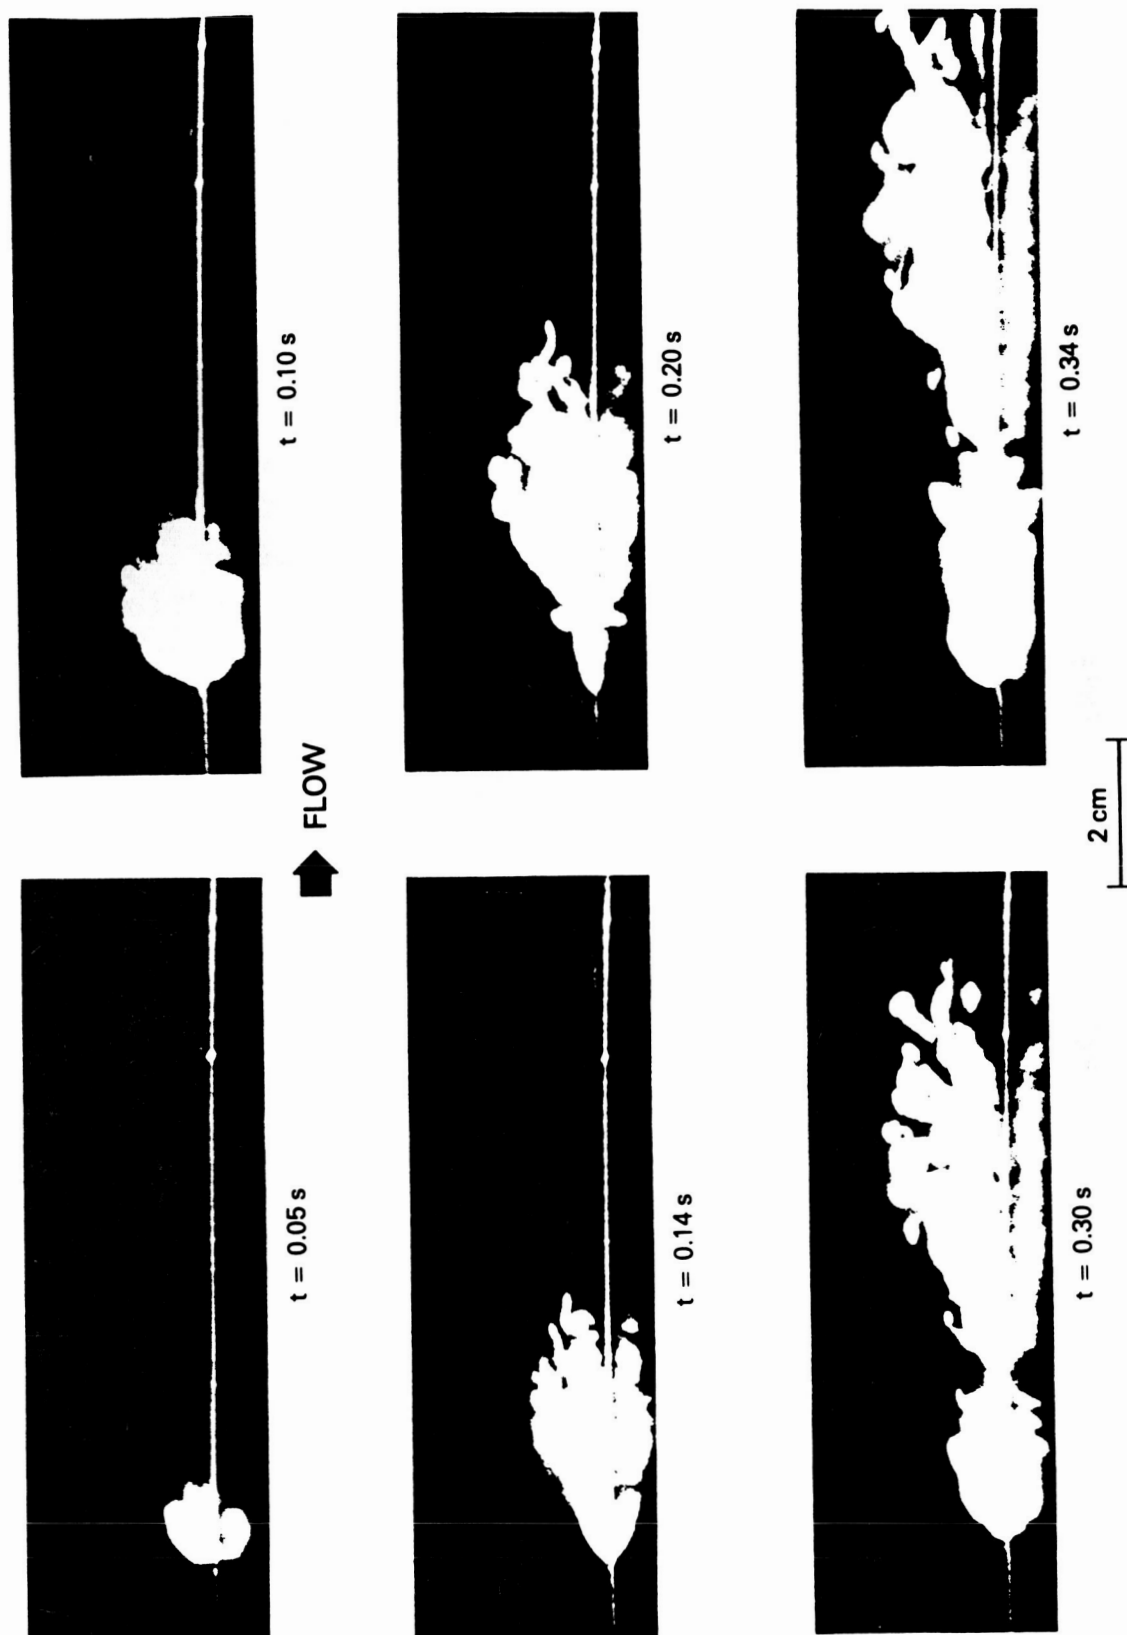 t = 0.05 s
t = 0.10 s
FLOW
t = 0.14 s
t = 0.20 s
t = 0.30 s
t = 0.34 s
2 cm